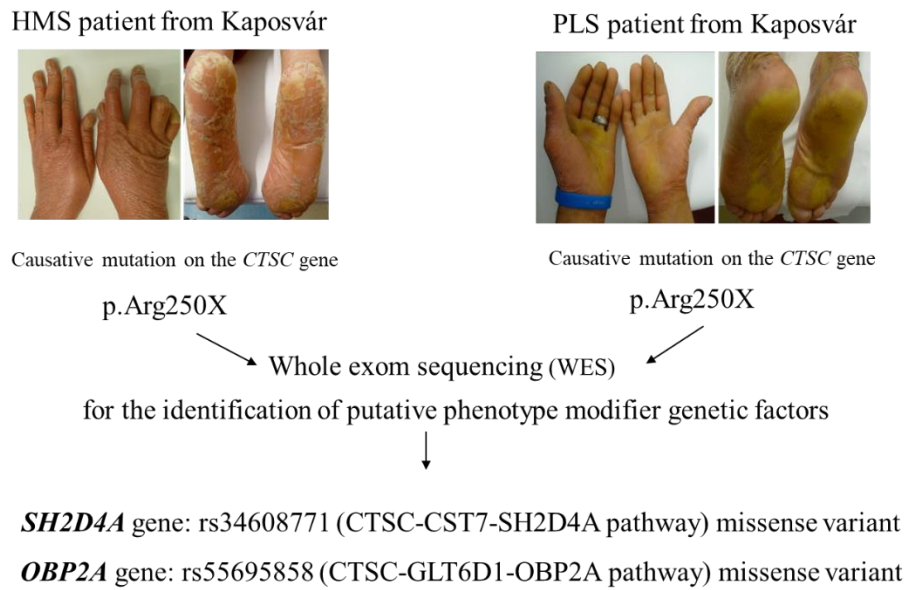 HMS patient from Kaposvár
PLS patient from Kaposvár
Causative mutation on the CTSC gene
Causative mutation on the CTSC gene
p.Arg250X
p.Arg250X
Whole exom sequencing (WES)
for the identification of putative phenotype modifier genetic factors
SH2D4A gene: rs34608771 (CTSC-CST7-SH2D4A pathway) missense variant
OBP2A gene: rs55695858 (CTSC-GLT6D1-OBP2A pathway) missense variant